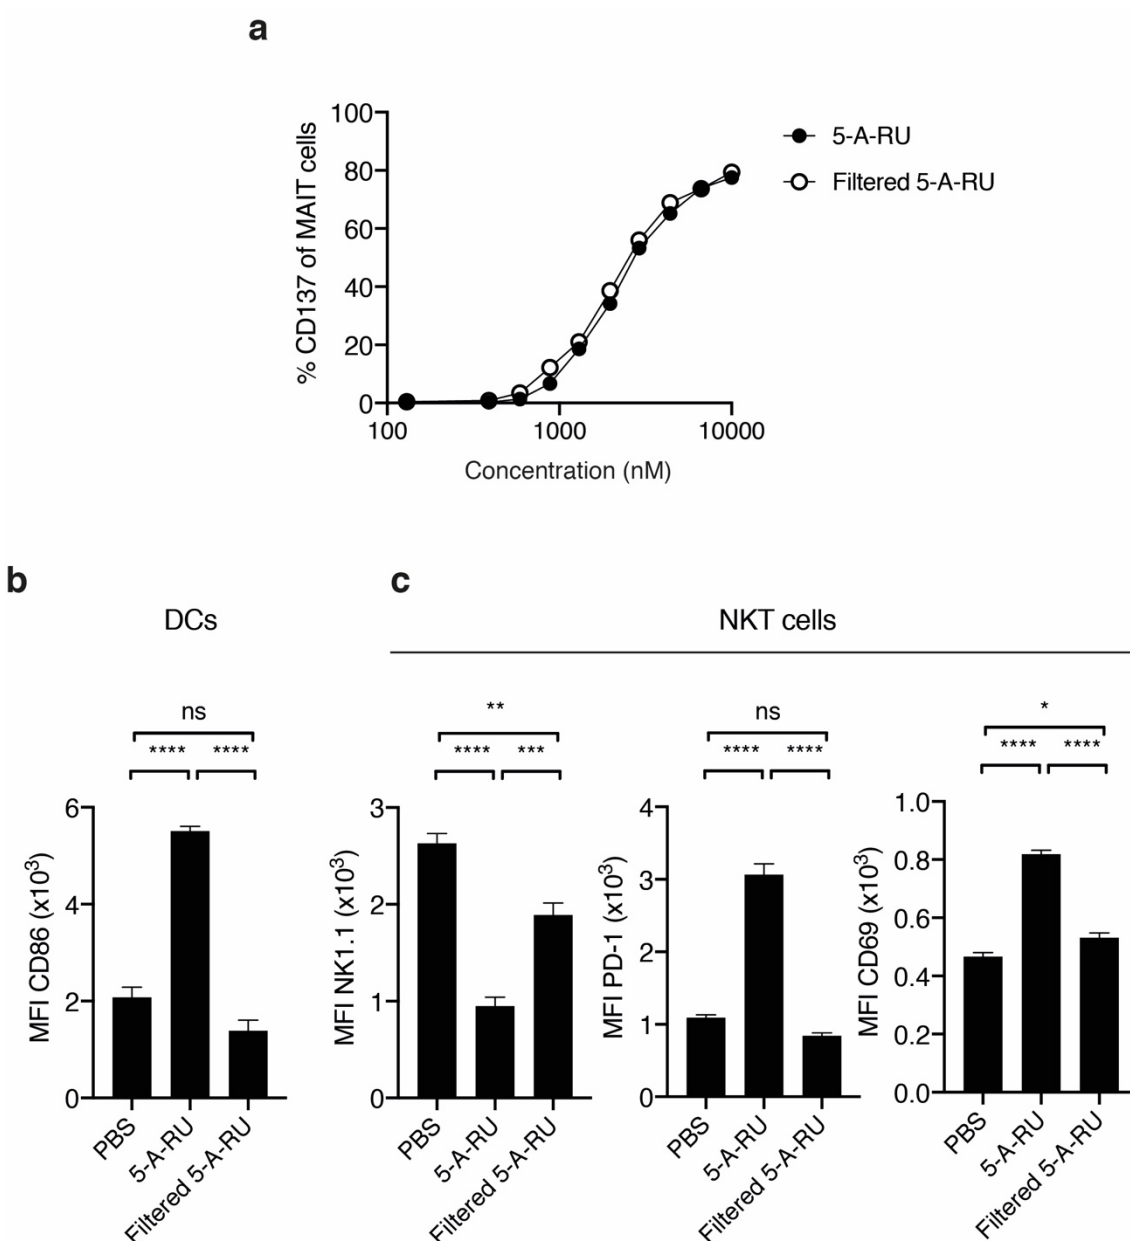 a
100
80
60
40
20
0
% CD137 of MAIT cells
100 1000 10000
Concentration (nM)
5-A-RU
Filtered 5-A-RU
b
DCs
ns
**** ****
6
4
2
0
MFI CD86 (x10³)
PBS
5-A-RU
Filtered 5-A-RU
c
NKT cells
**
**** ***
3
2
1
0
MFI NK1.1 (x10³)
PBS
5-A-RU
Filtered 5-A-RU
ns
**** ****
4
3
2
1
0
MFI PD-1 (x10³)
PBS
5-A-RU
Filtered 5-A-RU
*
**** ****
1.0
0.8
0.6
0.4
0.2
0.0
MFI CD69 (x10³)
PBS
5-A-RU
Filtered 5-A-RU